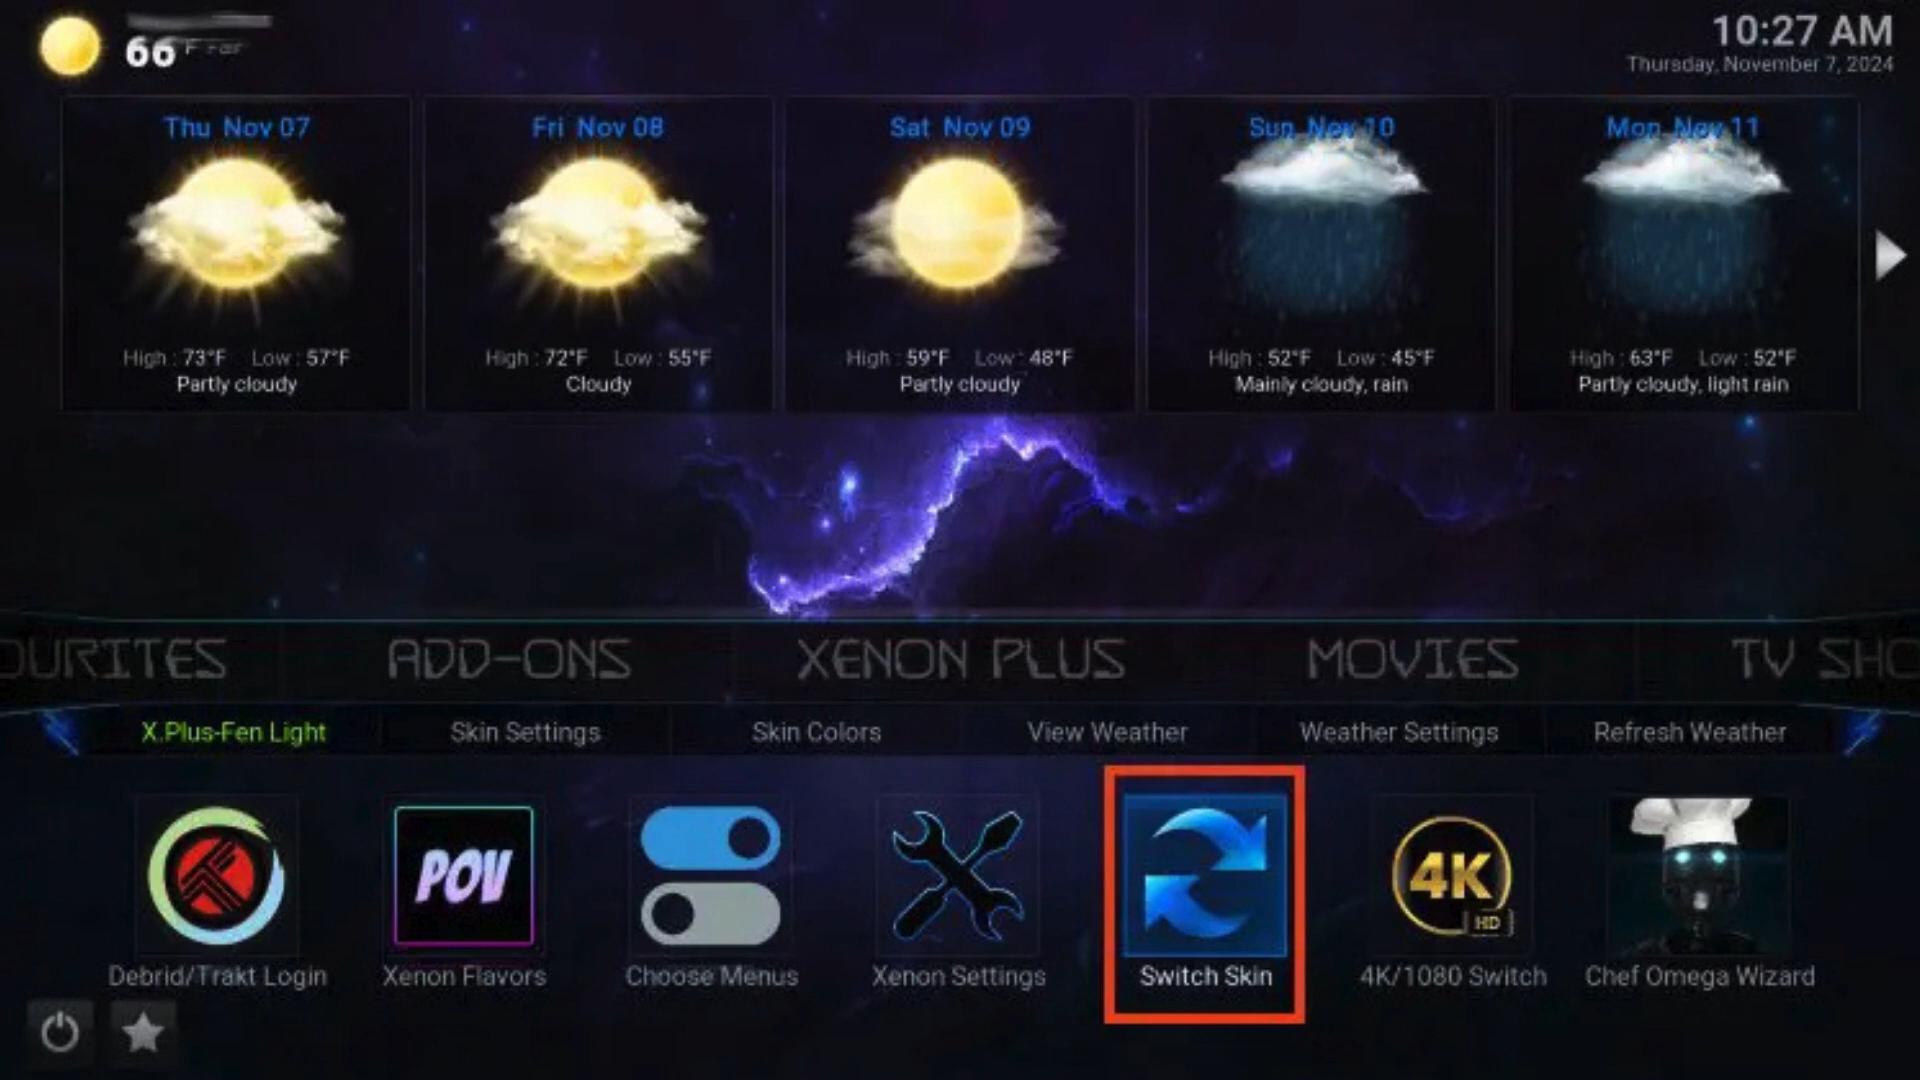 66°F
10:27 AM
Thursday, November 7, 2024
Thu Nov 07
High : 73°F Low : 57°F
Partly cloudy
Fri Nov 08
High : 72°F Low : 55°F
Cloudy
Sat Nov 09
High : 59°F Low : 48°F
Partly cloudy
Sun Nov 10
High : 52°F Low : 45°F
Mainly cloudy, rain
Mon Nov 11
High : 63°F Low : 52°F
Partly cloudy, light rain
OURITES ADD-ONS XENON PLUS MOVIES TV SHO
X.Plus-Fen Light Skin Settings Skin Colors View Weather Weather Settings Refresh Weather
POV
4K
HD
Debrid/Trakt Login Xenon Flavors Choose Menus Xenon Settings Switch Skin 4K/1080 Switch Chef Omega Wizard